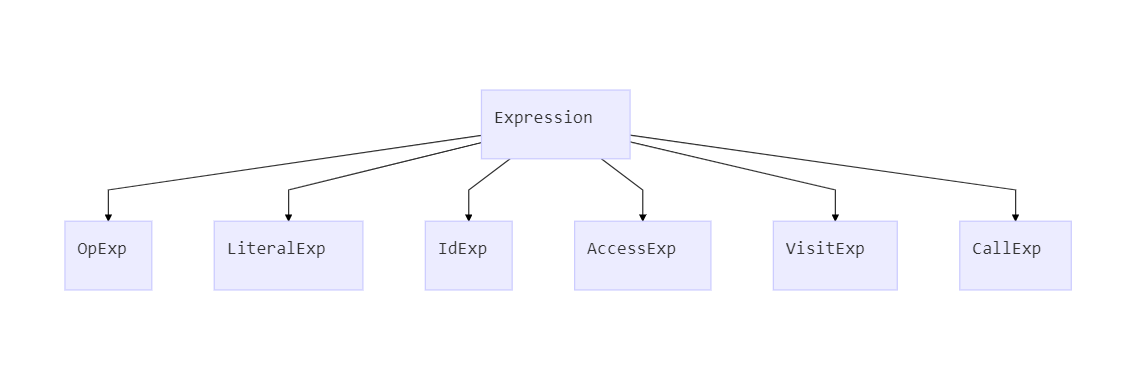 Expression
OpExp
LiteralExp
IdExp
AccessExp
VisitExp
CallExp